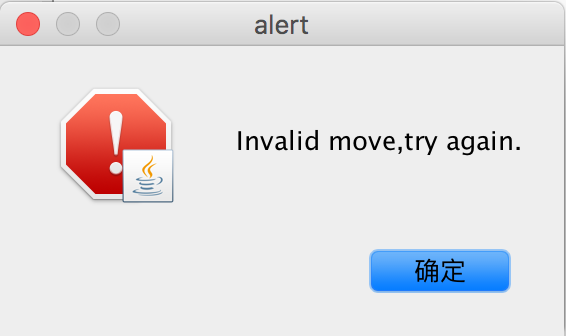 alert
Invalid move,try again.
确定